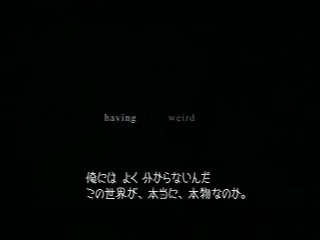 having weird
俺には よく 分からないんだ
この世界が、本当に、本物なのか。